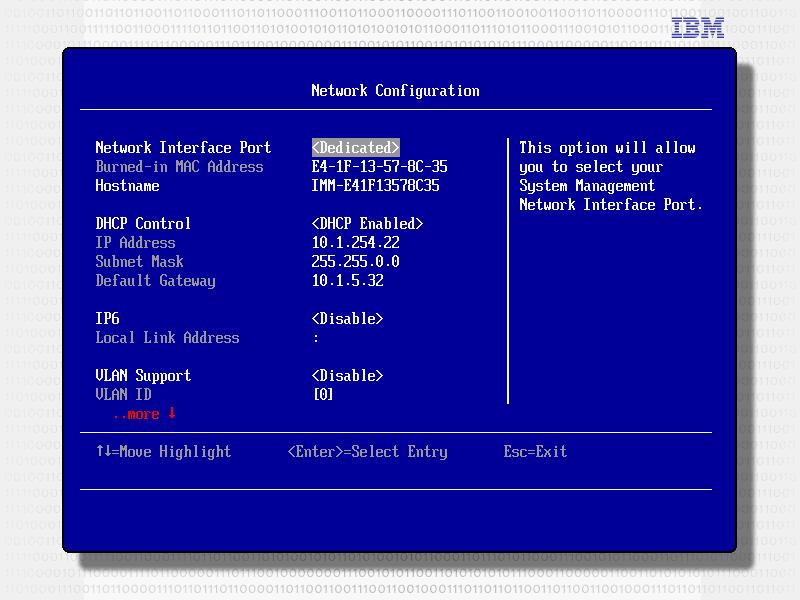 IBM
Network Configuration
Network Interface Port <Dedicated>
Burned-in MAC Address E4-1F-13-57-8C-35
Hostname IMM-E41F13578C35
DHCP Control <DHCP Enabled>
IP Address 10.1.254.22
Subnet Mask 255.255.0.0
Default Gateway 10.1.5.32
IP6 <Disable>
Local Link Address :
VLAN Support <Disable>
VLAN ID [0]
..more ↓
This option will allow
you to select your
System Management
Network Interface Port.
↑↓=Move Highlight <Enter>=Select Entry Esc=Exit